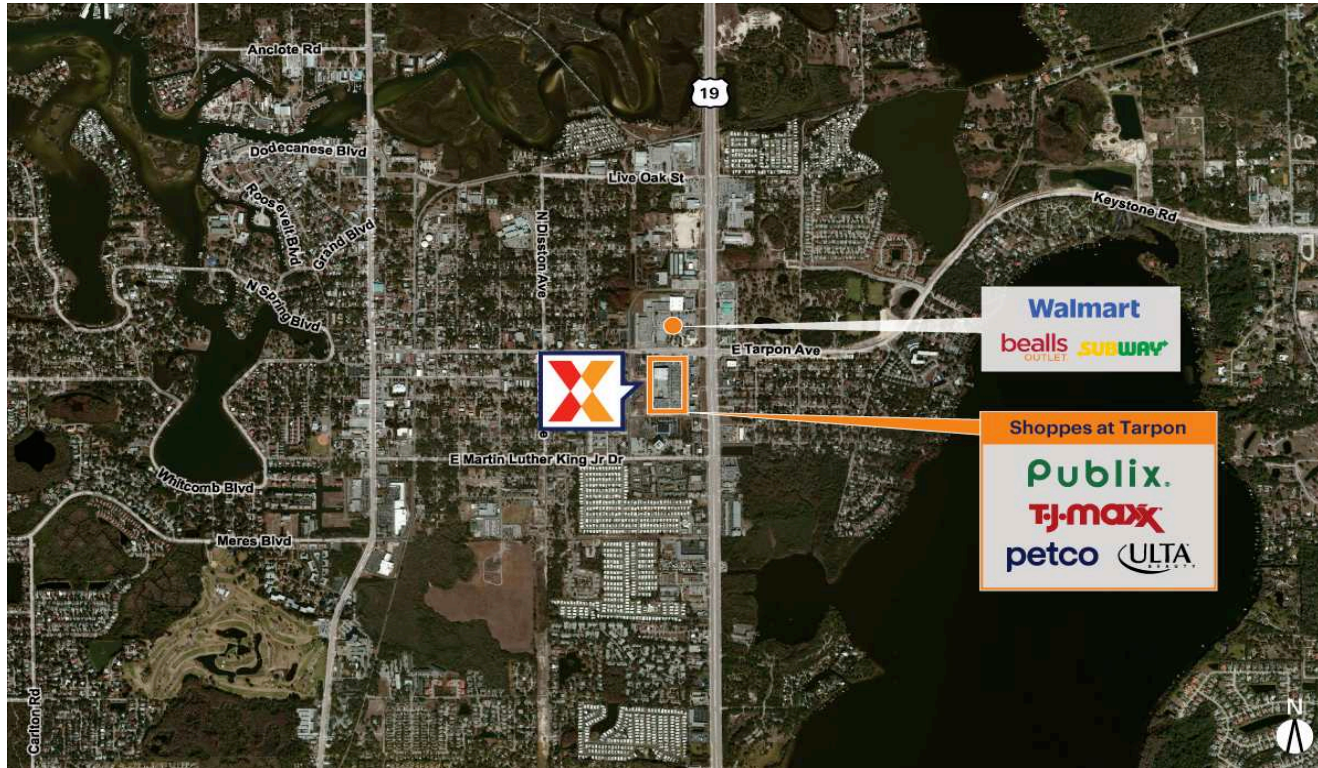 Anclote Rd
19
Dodecanese Blvd
Live Oak St
Roosevelt Blvd
Grand Blvd
N Disston Ave
Keystone Rd
N Spring Blvd
Walmart
bealls
OUTLET
SUBWAY
E Tarpon Ave
Shoppes at Tarpon
Publix.
T•J•maxx
petco
ULTA
BEAUTY
E Martin Luther King Jr Dr
Whitcomb Blvd
Meres Blvd
Carlton Rd
N